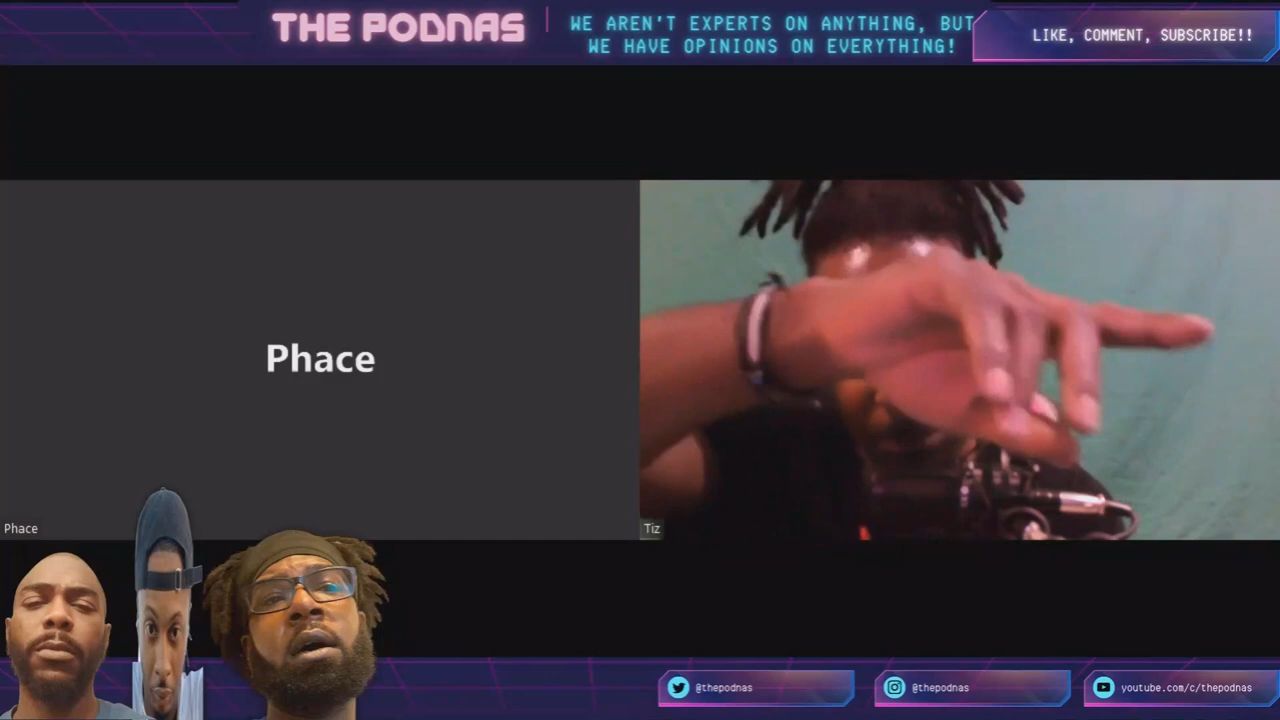 THE PODNAS
WE AREN'T EXPERTS ON ANYTHING, BUT
WE HAVE OPINIONS ON EVERYTHING!
LIKE, COMMENT, SUBSCRIBE!!
Phace
Phace
Tiz
@thepodnas
@thepodnas
youtube.com/c/thepodnas